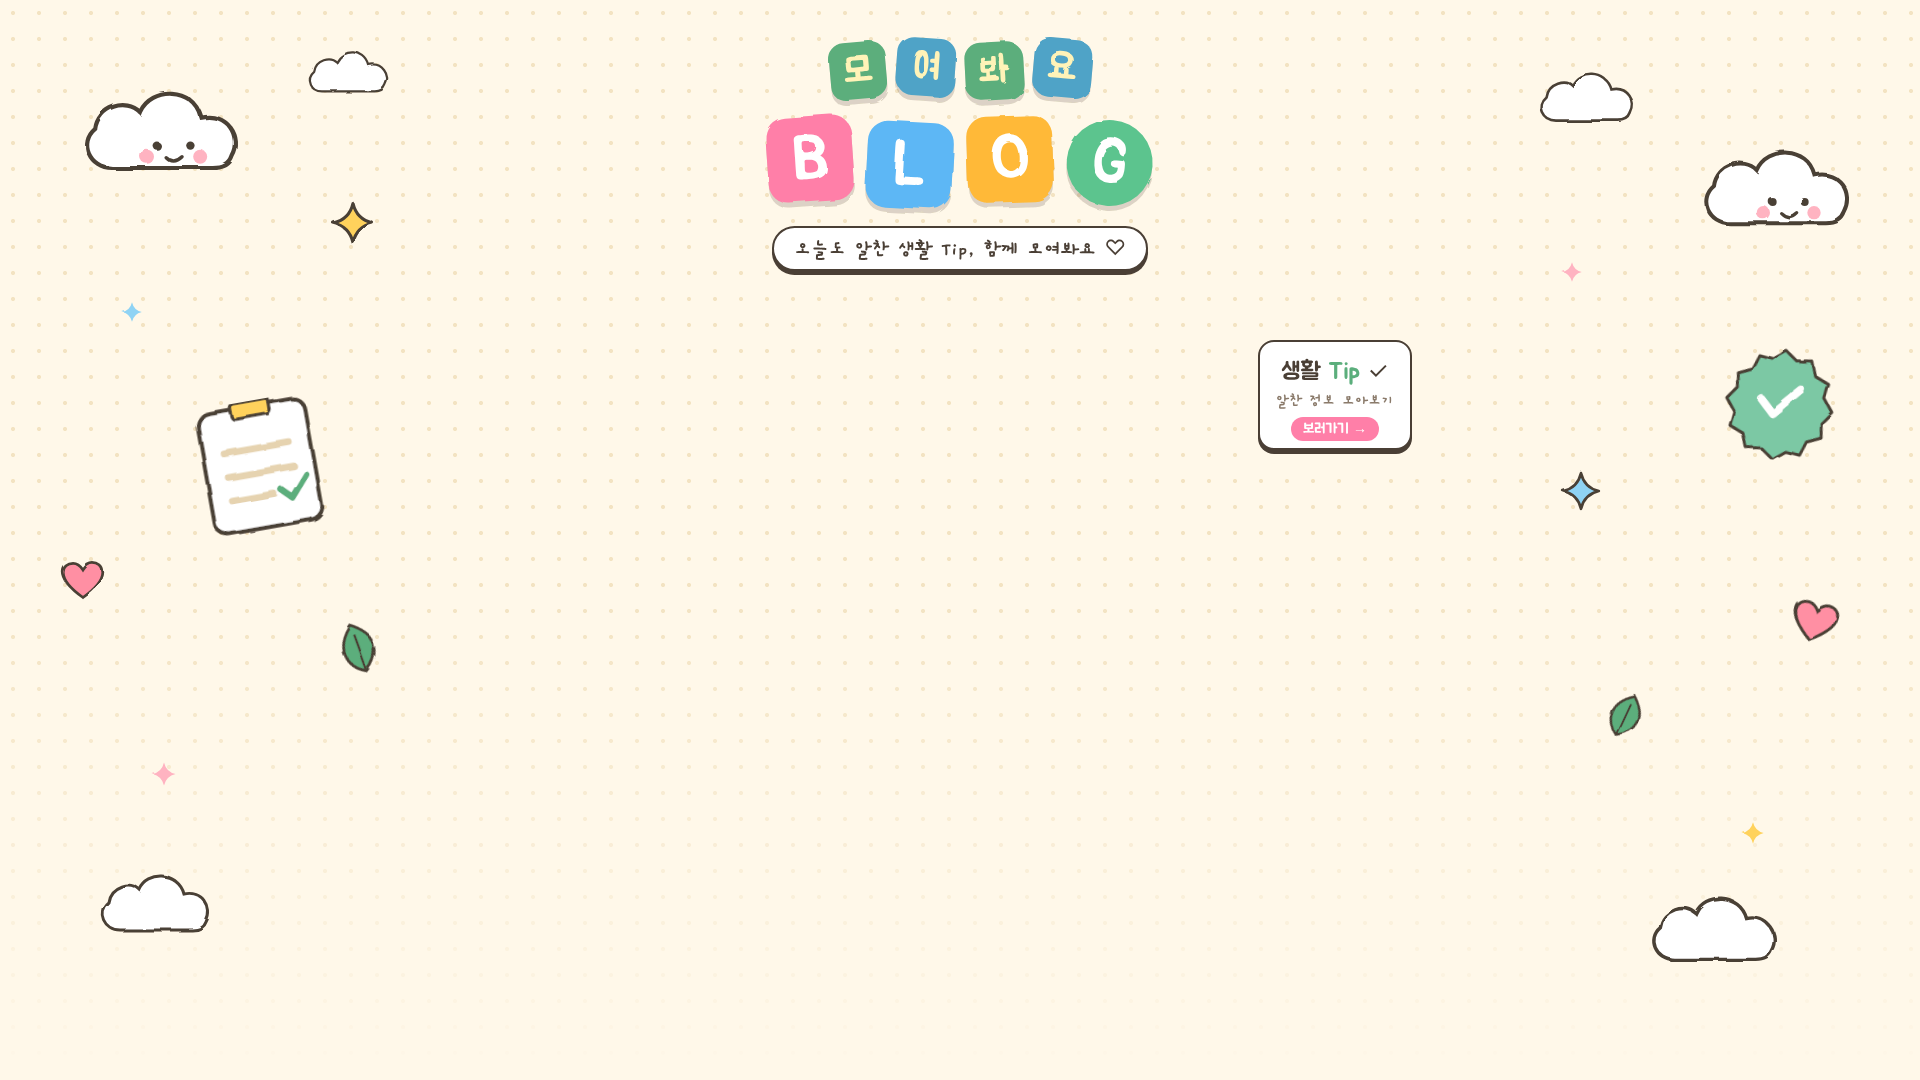 모여봐요
BLOG
오늘도 알찬 생활 Tip, 함께 모여봐요 ♡
생활 Tip ✓
알찬 정보 모아보기
보러가기 →